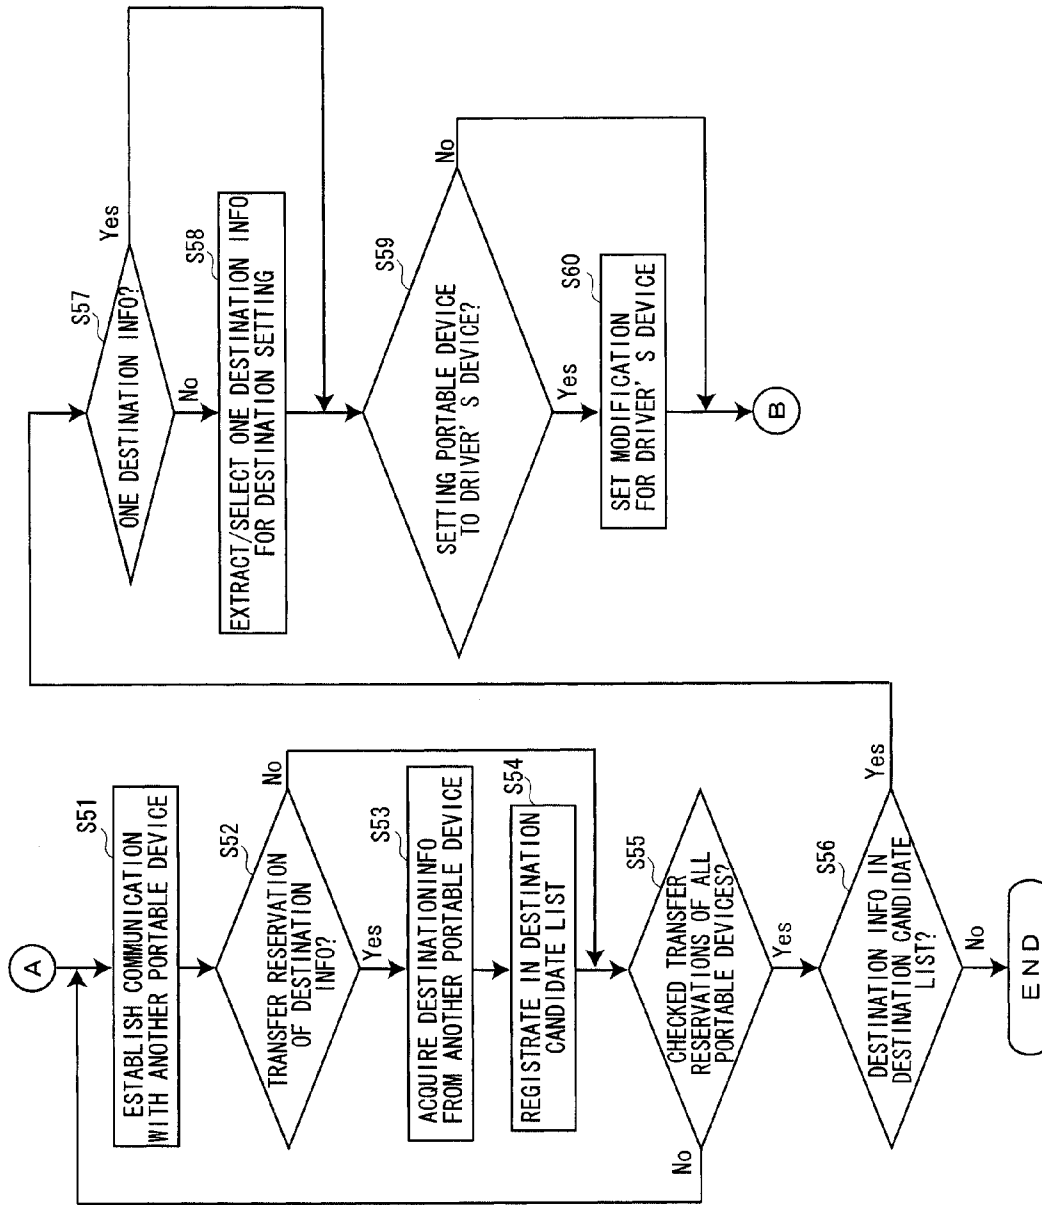 A
S51
ESTABLISH COMMUNICATION
WITH ANOTHER PORTABLE DEVICE
S52
TRANSFER RESERVATION
OF DESTINATION
INFO?
No
Yes
S53
ACQUIRE DESTINATIONINFO
FROM ANOTHER PORTABLE DEVICE
S54
REGISTRATE IN DESTINATION
CANDIDATE LIST
S55
CHECKED TRANSFER
RESERVATIONS OF ALL
PORTABLE DEVICES?
No
Yes
S56
DESTINATION INFO IN
DESTINATION CANDIDATE
LIST?
Yes
No
END
S57
ONE DESTINATION INFO?
Yes
No
S58
EXTRACT/SELECT ONE DESTINATION INFO
FOR DESTINATION SETTING
S59
SETTING PORTABLE DEVICE
TO DRIVER'S DEVICE?
No
Yes
S60
SET MODIFICATION
FOR DRIVER'S DEVICE
B